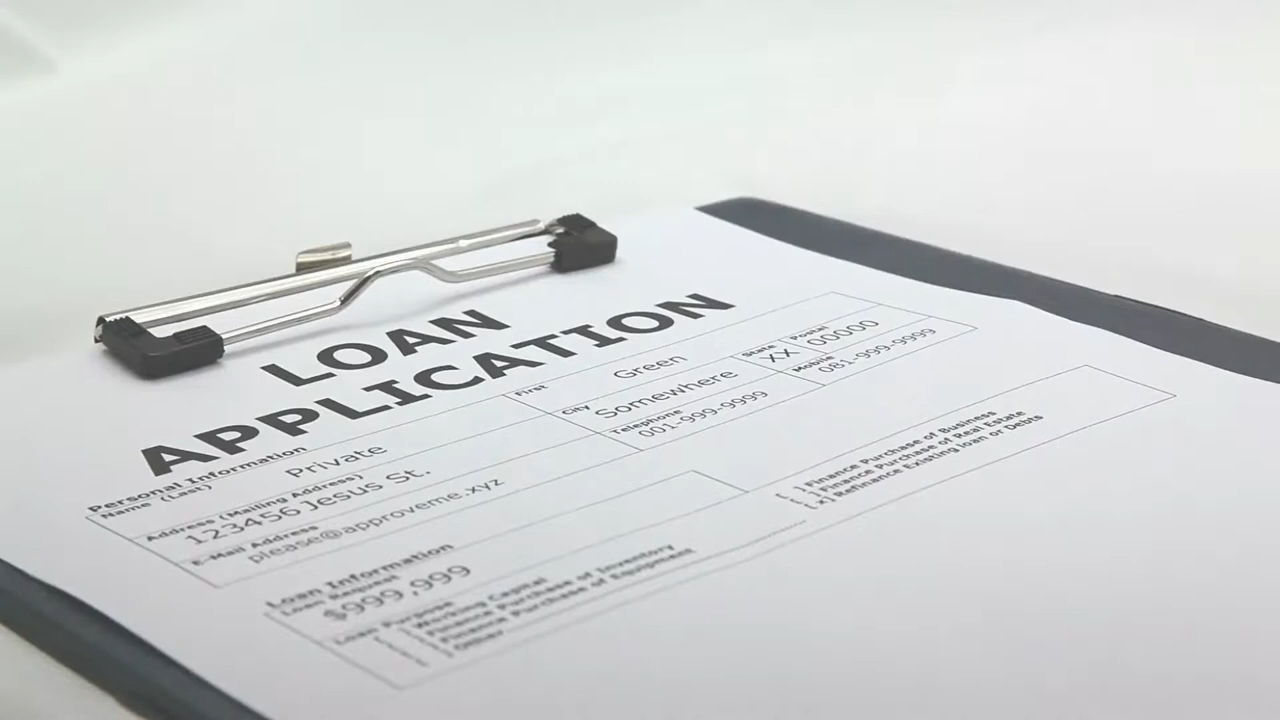 LOAN
APPLICATION
Personal Information
Name (Last) Private First Green
Address (Mailing Address) City State Postal
123456 Jesus St. Somewhere XX 00000
E-Mail Address Telephone Mobile
please@approveme.xyz 001-999-9999 081-999-9999
Loan Information
Loan Request
$999,999
Loan Purpose
[ ] Working Capital [ ] Finance Purchase of Business
[ ] Finance Purchase of Inventory [ ] Finance Purchase of Real Estate
[ ] Finance Purchase of Equipment [x] Refinance Existing loan or Debts
[ ] Other